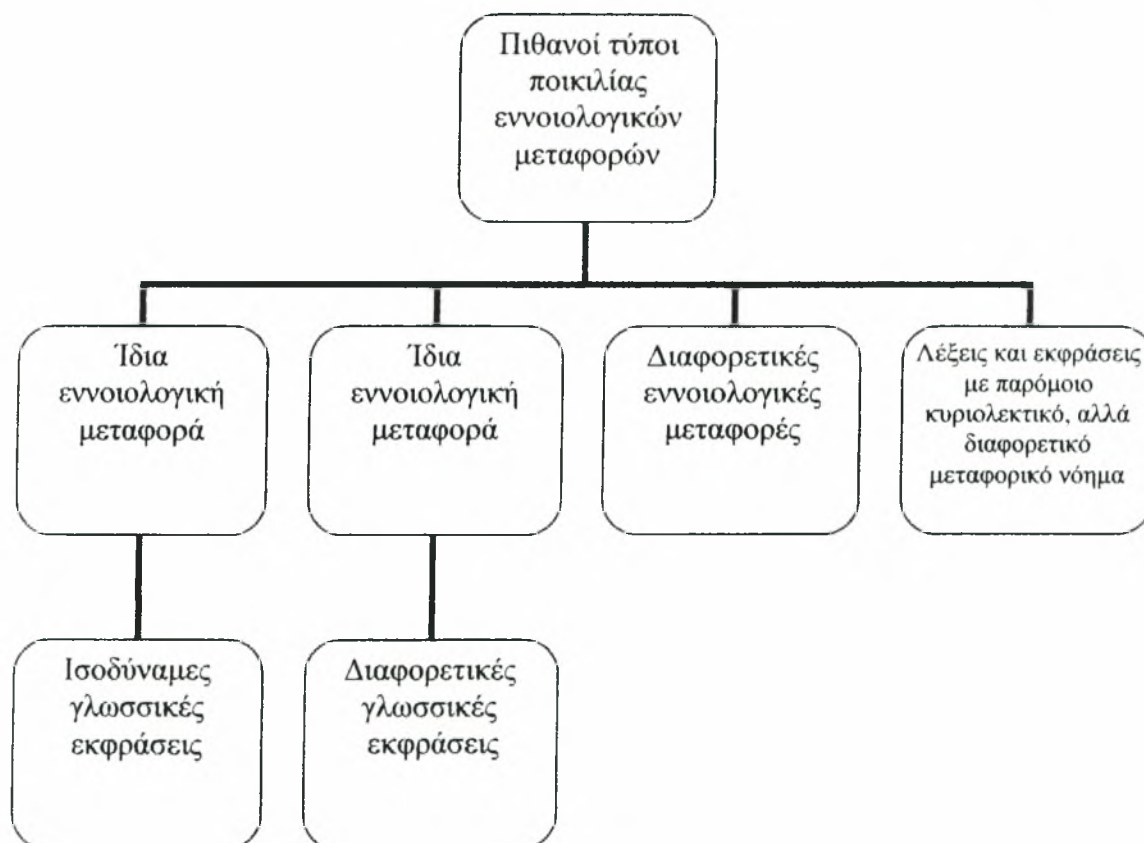 Πιθανοί τύποι
ποικιλίας
εννοιολογικών
μεταφορών
Ίδια
εννοιολογική
μεταφορά
Ίδια
εννοιολογική
μεταφορά
Διαφορετικές
εννοιολογικές
μεταφορές
Λέξεις και εκφράσεις
με παρόμοιο
κυριολεκτικό, αλλά
διαφορετικό
μεταφορικό νόημα
Ισοδύναμες
γλωσσικές
εκφράσεις
Διαφορετικές
γλωσσικές
εκφράσεις